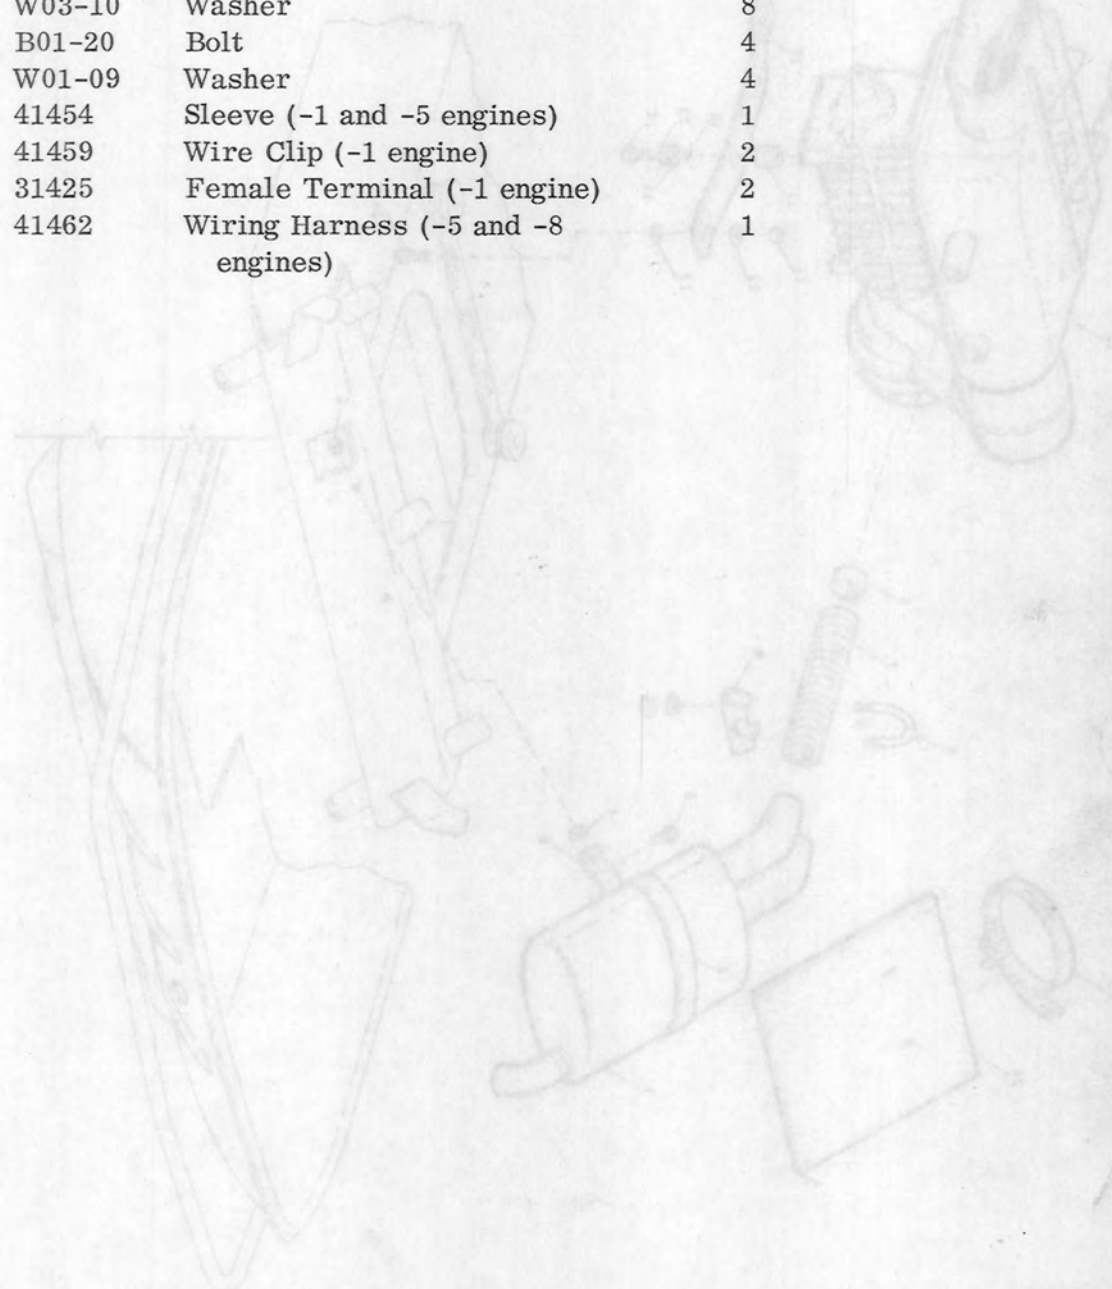 W03-10 Washer 8
B01-20 Bolt 4
W01-09 Washer 4
41454 Sleeve (-1 and -5 engines) 1
41459 Wire Clip (-1 engine) 2
31425 Female Terminal (-1 engine) 2
41462 Wiring Harness (-5 and -8 1
engines)